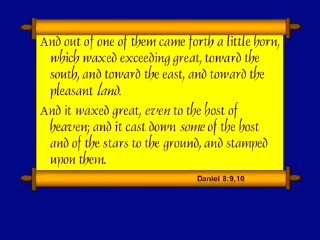 And out of one of them came forth a little horn,
which waxed exceeding great, toward the
south, and toward the east, and toward the
pleasant land.
And it waxed great, even to the host of
heaven; and it cast down some of the host
and of the stars to the ground, and stamped
upon them.
Daniel 8:9,10